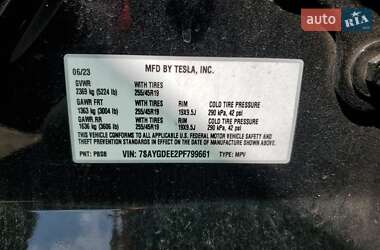 auto RIA.com
MFD BY TESLA, INC.
06/23
GVWR WITH TIRES
2369 kg (5224 lb) 255/45R19
GAWR FRT WITH TIRES RIM COLD TIRE PRESSURE
1363 kg (3004 lb) 255/45R19 19X9.5J 290 kPa, 42 psi
GAWR RR WITH TIRES RIM COLD TIRE PRESSURE
1636 kg (3606 lb) 255/45R19 19X9.5J 290 kPa, 42 psi
THIS VEHICLE CONFORMS TO ALL APPLICABLE U.S. FEDERAL MOTOR VEHICLE SAFETY
AND THEFT PREVENTION STANDARDS IN EFFECT ON THE DATE OF MANUFACTURE SHOWN ABOVE.
PNT: PBSB VIN: 7SAYGDEE2PF799661 TYPE: MPV